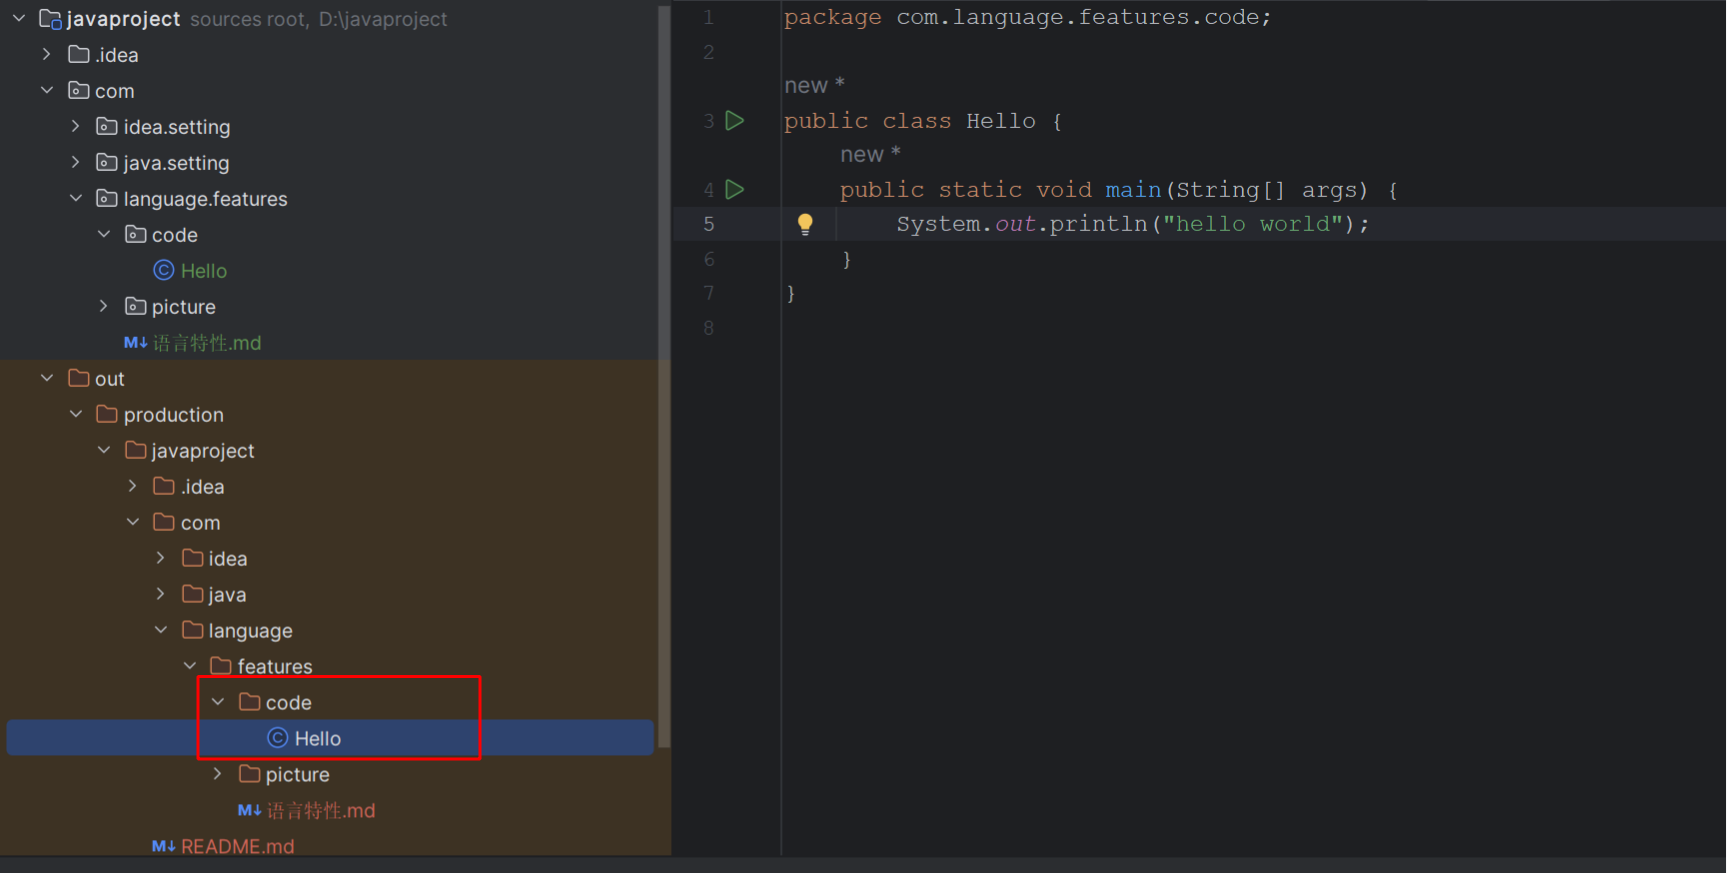 javaproject sources root, D:\javaproject
.idea
com
idea.setting
java.setting
language.features
code
Hello
picture
语言特性.md
out
production
javaproject
.idea
com
idea
java
language
features
code
Hello
picture
语言特性.md
README.md
1 package com.language.features.code;
2
new *
3 public class Hello {
new *
4 public static void main(String[] args) {
5 System.out.println("hello world");
6 }
7 }
8